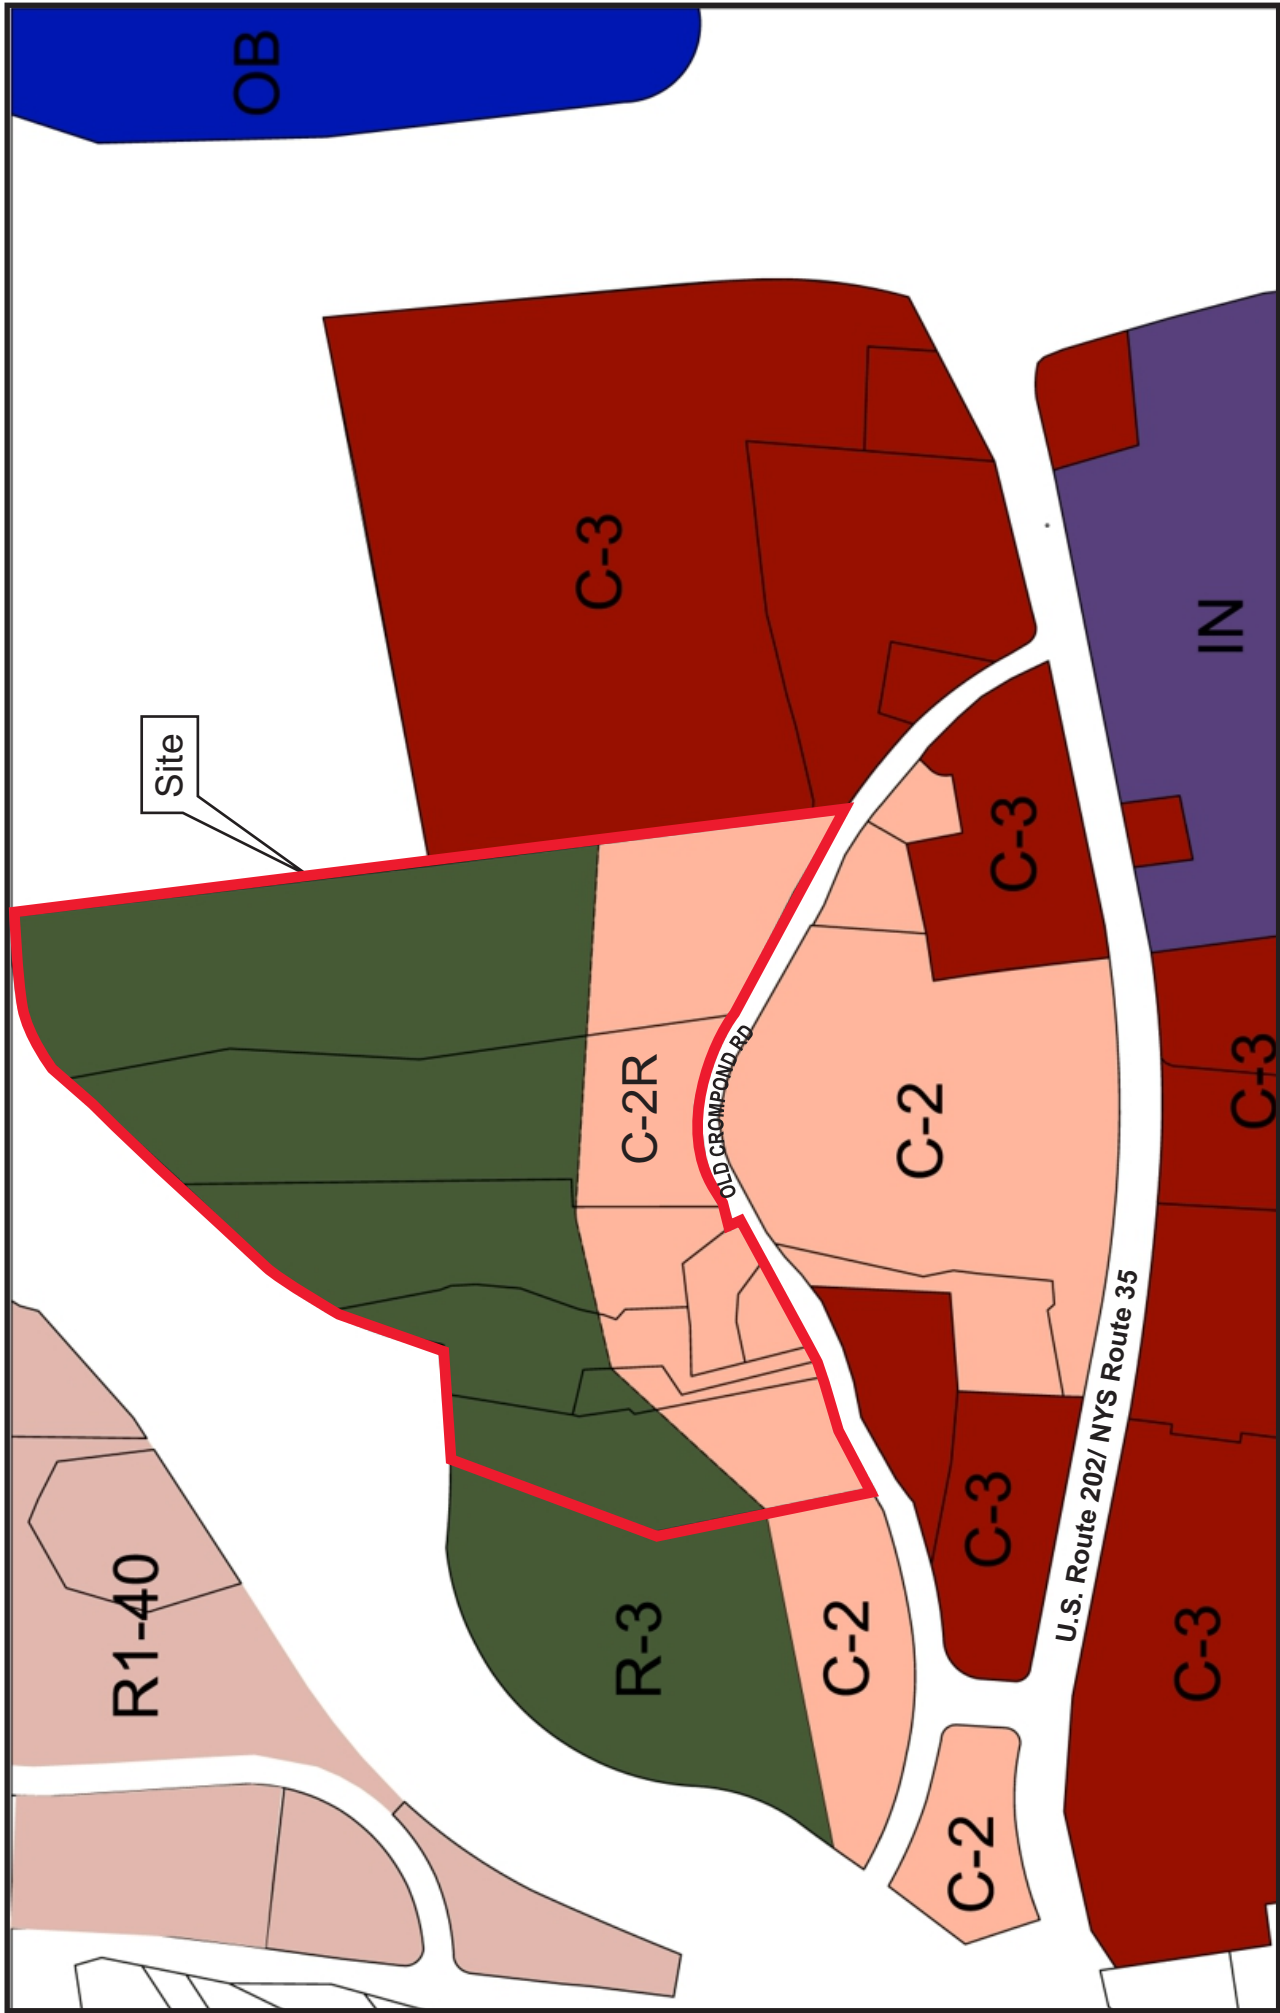 R1-40
Site
OB
R-3
C-2R
C-3
C-2
OLD CROMPOND RD
C-2
C-2
C-3
C-3
U.S. Route 202/ NYS Route 35
C-3
C-3
IN